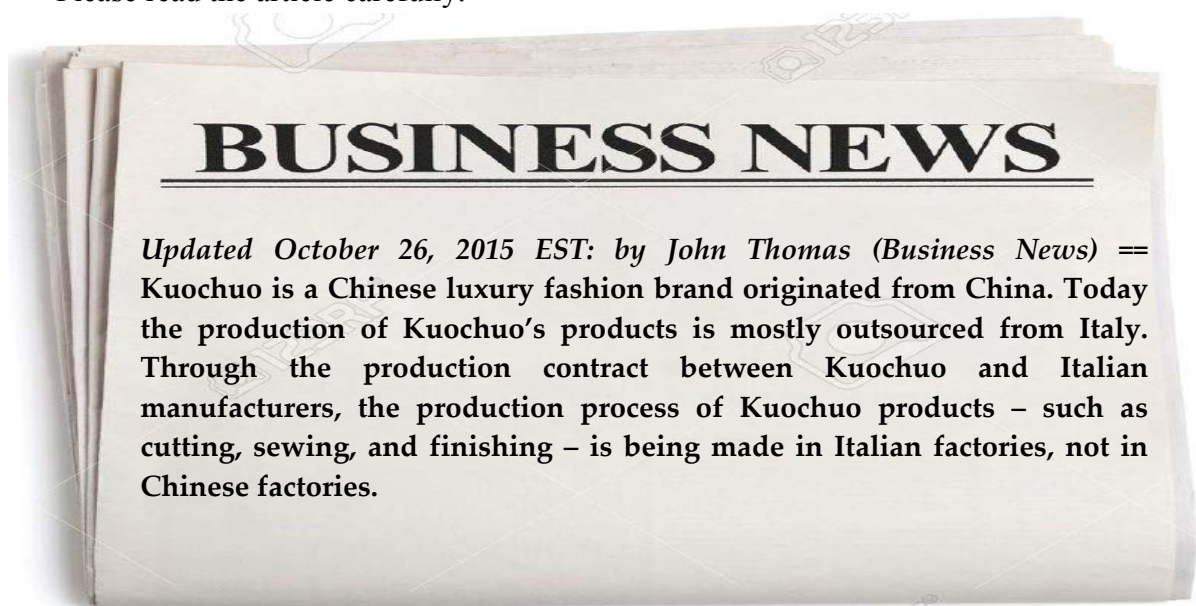 Please read the article carefully.
BUSINESS NEWS
Updated October 26, 2015 EST: by John Thomas (Business News) ==
Kuochuo is a Chinese luxury fashion brand originated from China. Today
the production of Kuochuo's products is mostly outsourced from Italy.
Through the production contract between Kuochuo and Italian
manufacturers, the production process of Kuochuo products – such as
cutting, sewing, and finishing – is being made in Italian factories, not in
Chinese factories.
123RF
123RF